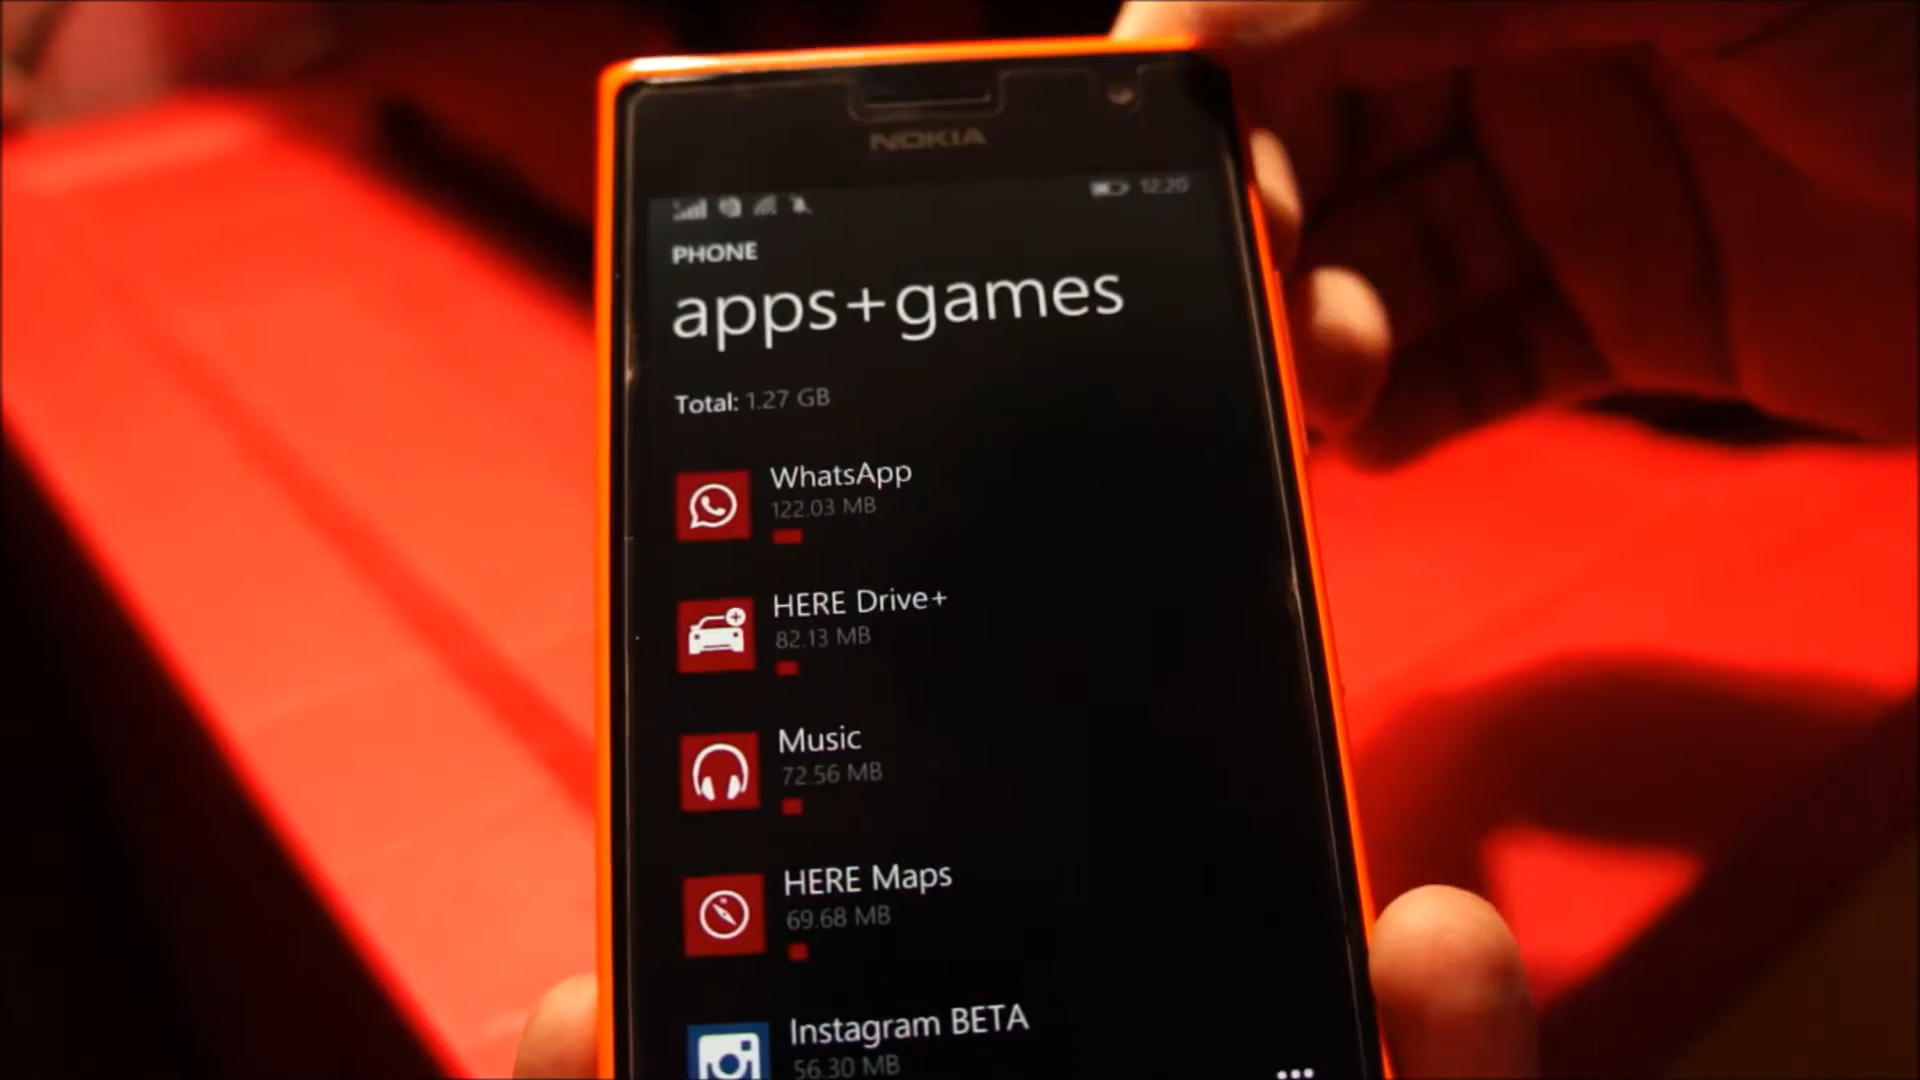 NOKIA
12:20
PHONE
apps+games
Total: 1.27 GB
WhatsApp
122.03 MB
HERE Drive+
82.13 MB
Music
72.56 MB
HERE Maps
69.68 MB
Instagram BETA
56.30 MB